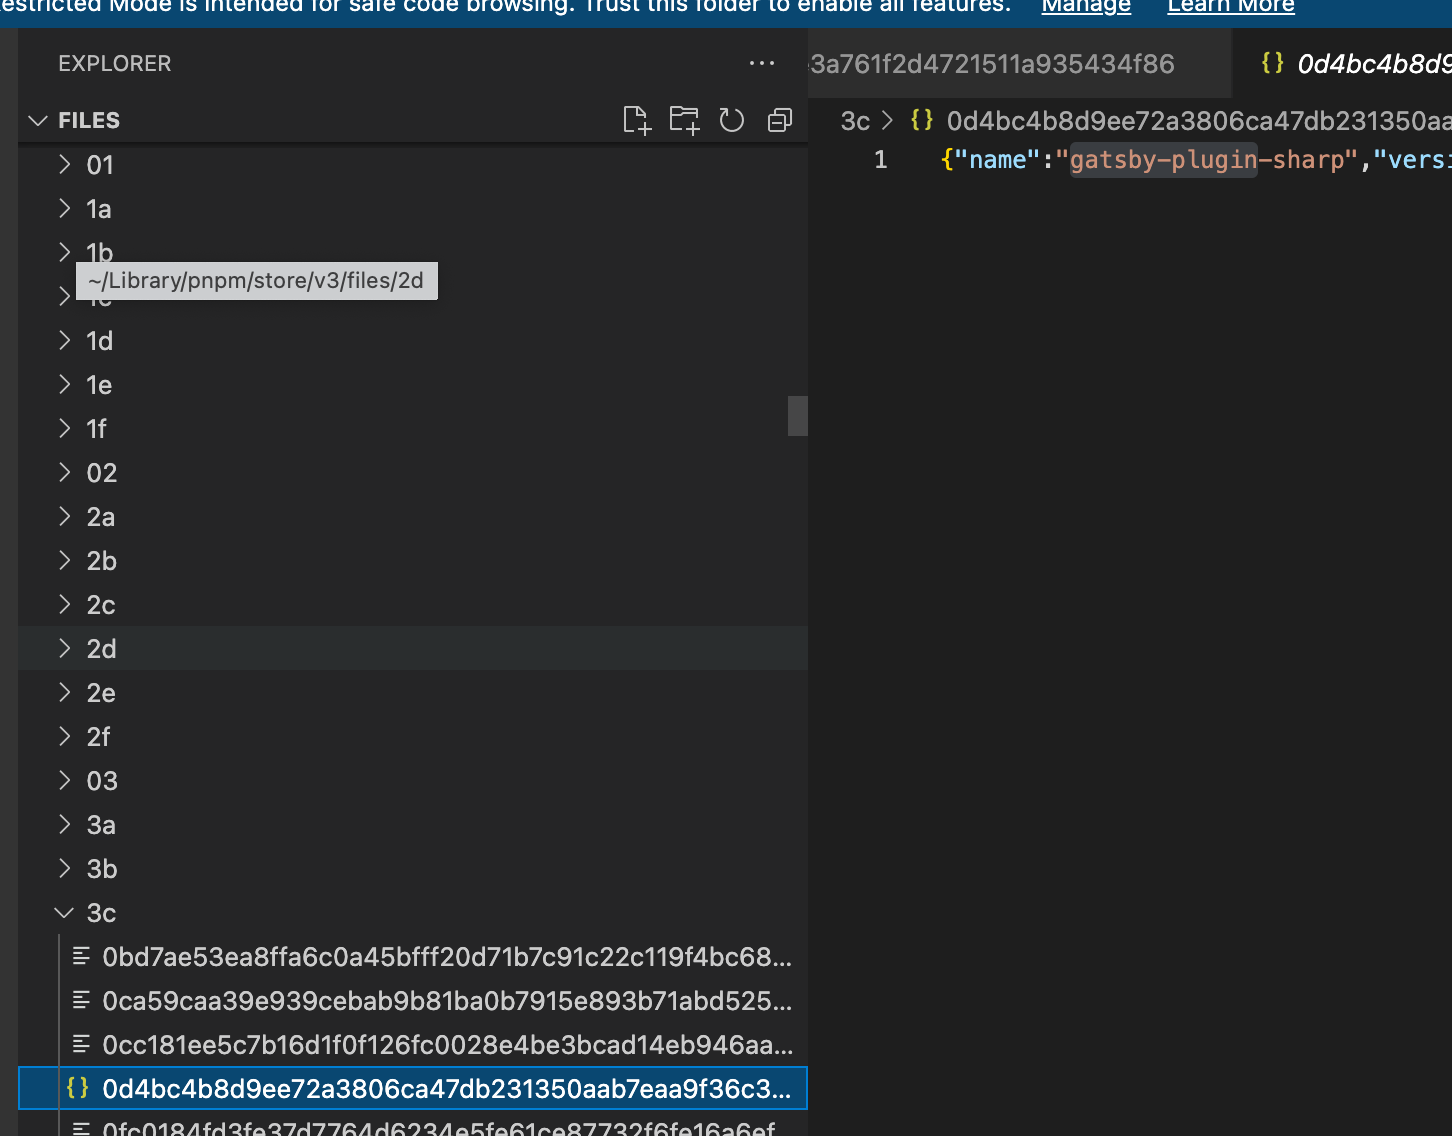 estricted Mode is intended for safe code browsing. Trust this folder to enable all features. Manage Learn More
EXPLORER
FILES
01
1a
1b
~/Library/pnpm/store/v3/files/2d
1d
1e
1f
02
2a
2b
2c
2d
2e
2f
03
3a
3b
3c
0bd7ae53ea8ffa6c0a45bfff20d71b7c91c22c119f4bc68...
0ca59caa39e939cebab9b81ba0b7915e893b71abd525...
0cc181ee5c7b16d1f0f126fc0028e4be3bcad14eb946aa...
{} 0d4bc4b8d9ee72a3806ca47db231350aab7eaa9f36c3...
0fc0184fd3fe37d7764d6234e5fe61ce87732f6fe16a6ef
3a761f2d4721511a935434f86 {} 0d4bc4b8d9
3c > {} 0d4bc4b8d9ee72a3806ca47db231350aa
1 {"name":"gatsby-plugin-sharp","versi